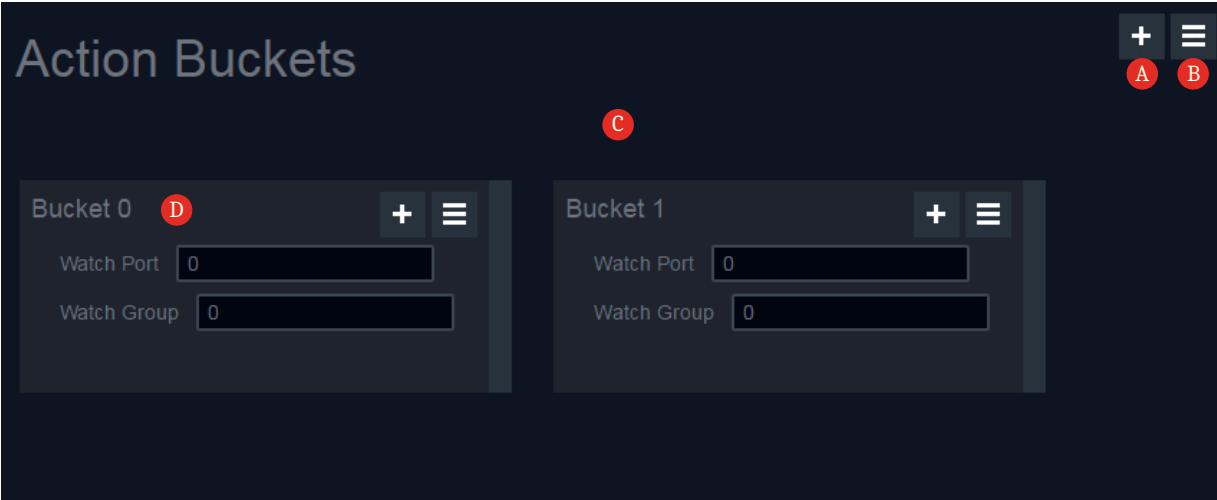 Action Buckets
A B
C
Bucket 0 D Bucket 1
Watch Port 0 Watch Port 0
Watch Group 0 Watch Group 0